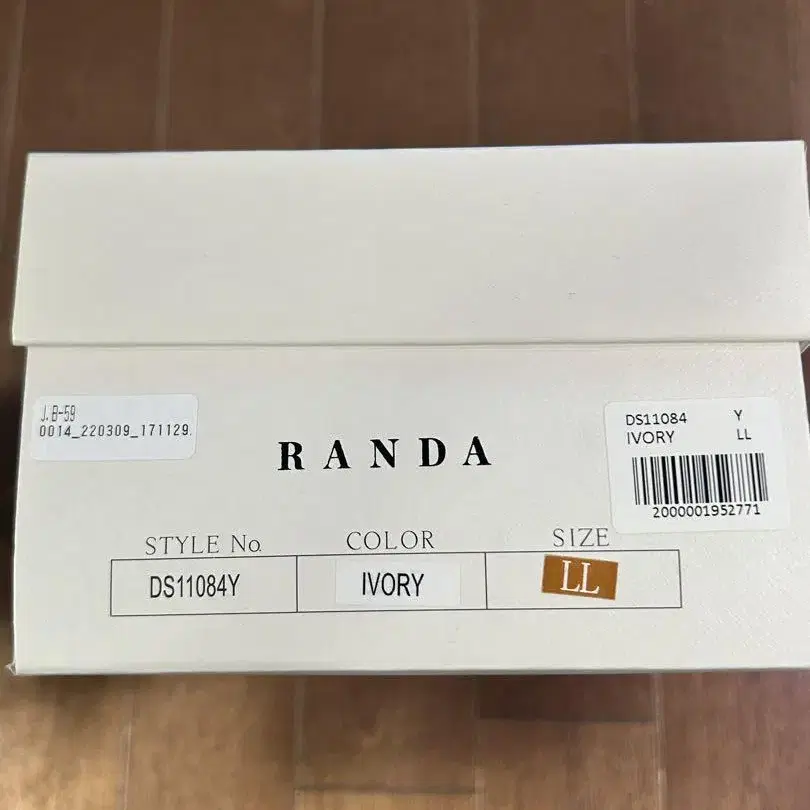 J.B-59
0014_220309_171129.
RANDA
DS11084 Y
IVORY LL
2000001952771
STYLE No. COLOR SIZE
DS11084Y IVORY LL